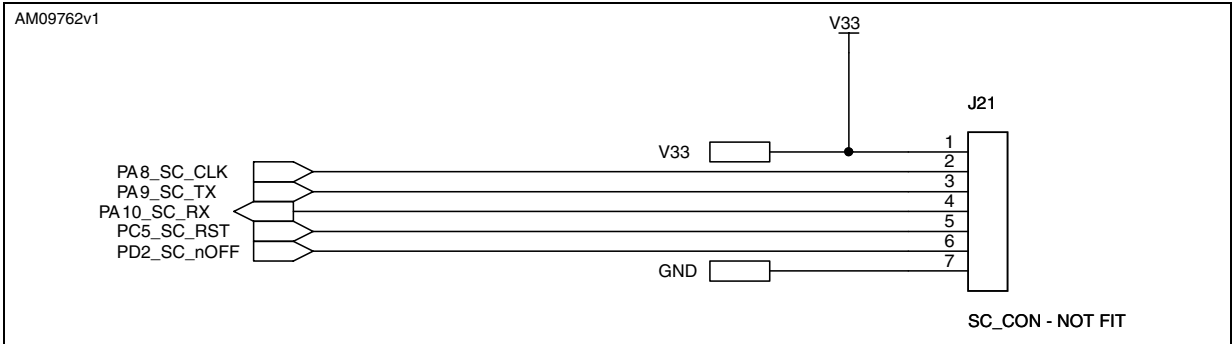 AM09762v1
V33
J21
V33
1
PA8_SC_CLK
2
PA9_SC_TX
3
PA10_SC_RX
4
PC5_SC_RST
5
PD2_SC_nOFF
6
GND
7
SC_CON - NOT FIT